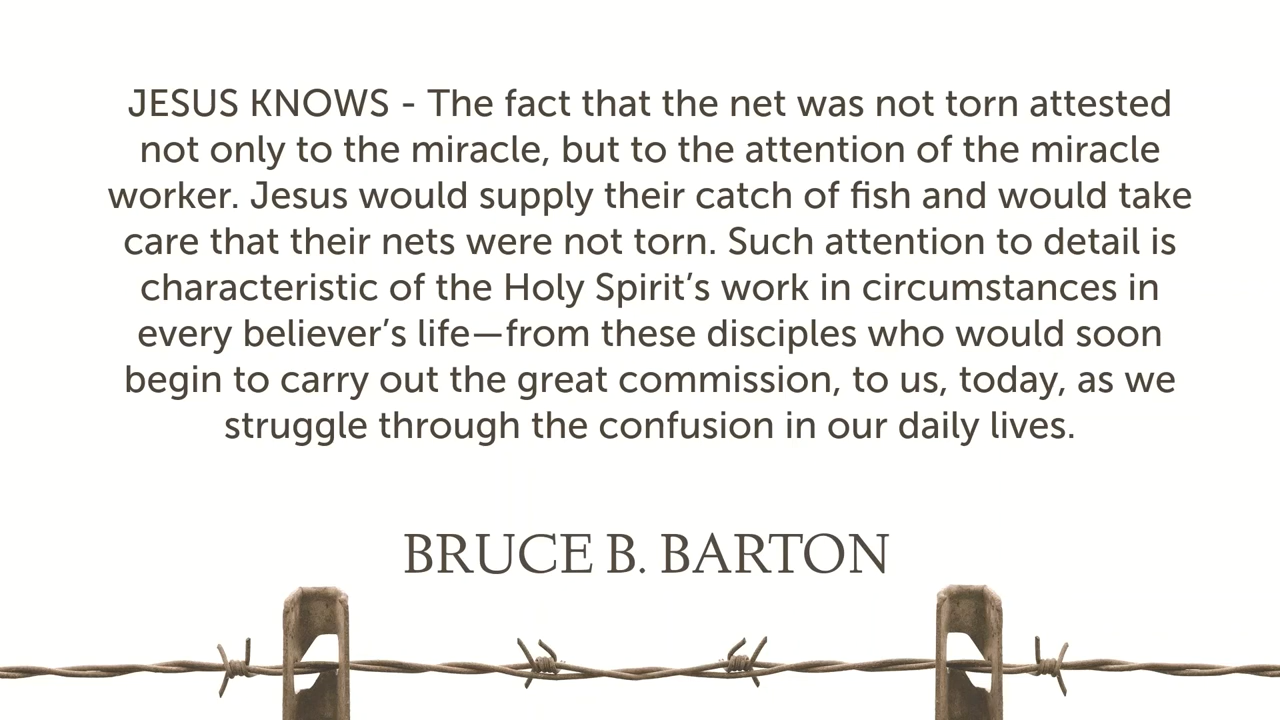 JESUS KNOWS - The fact that the net was not torn attested
not only to the miracle, but to the attention of the miracle
worker. Jesus would supply their catch of fish and would take
care that their nets were not torn. Such attention to detail is
characteristic of the Holy Spirit’s work in circumstances in
every believer’s life—from these disciples who would soon
begin to carry out the great commission, to us, today, as we
struggle through the confusion in our daily lives.
BRUCE B. BARTON